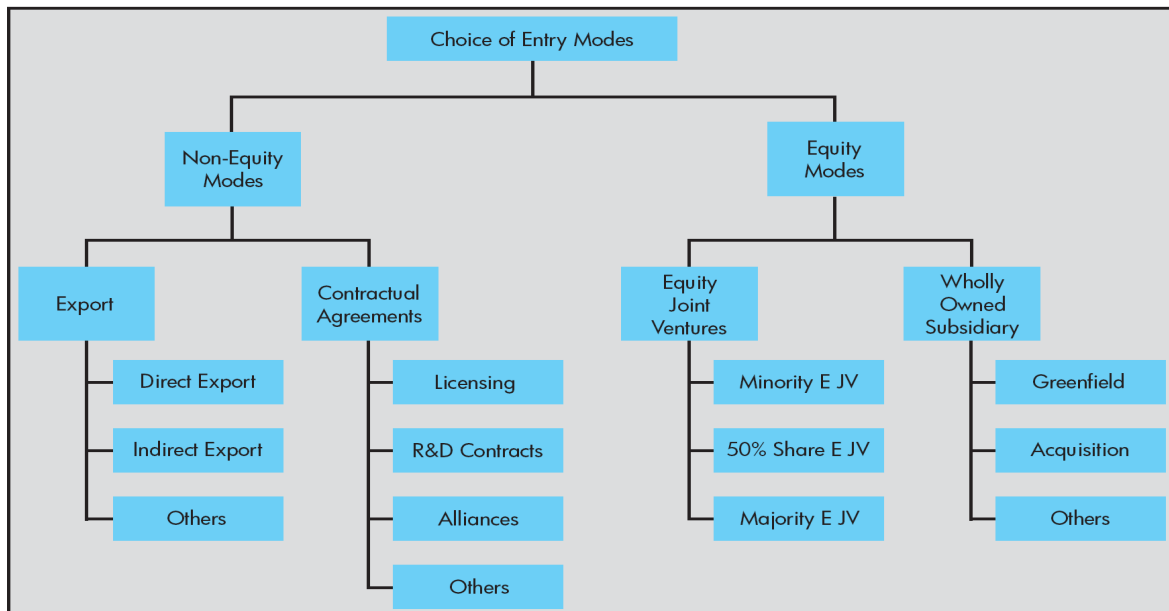 Choice of Entry Modes
Non-Equity
Modes
Equity
Modes
Export
Contractual
Agreements
Equity
Joint
Ventures
Wholly
Owned
Subsidiary
Direct Export
Indirect Export
Others
Licensing
R&D Contracts
Alliances
Others
Minority E JV
50% Share E JV
Majority E JV
Greenfield
Acquisition
Others